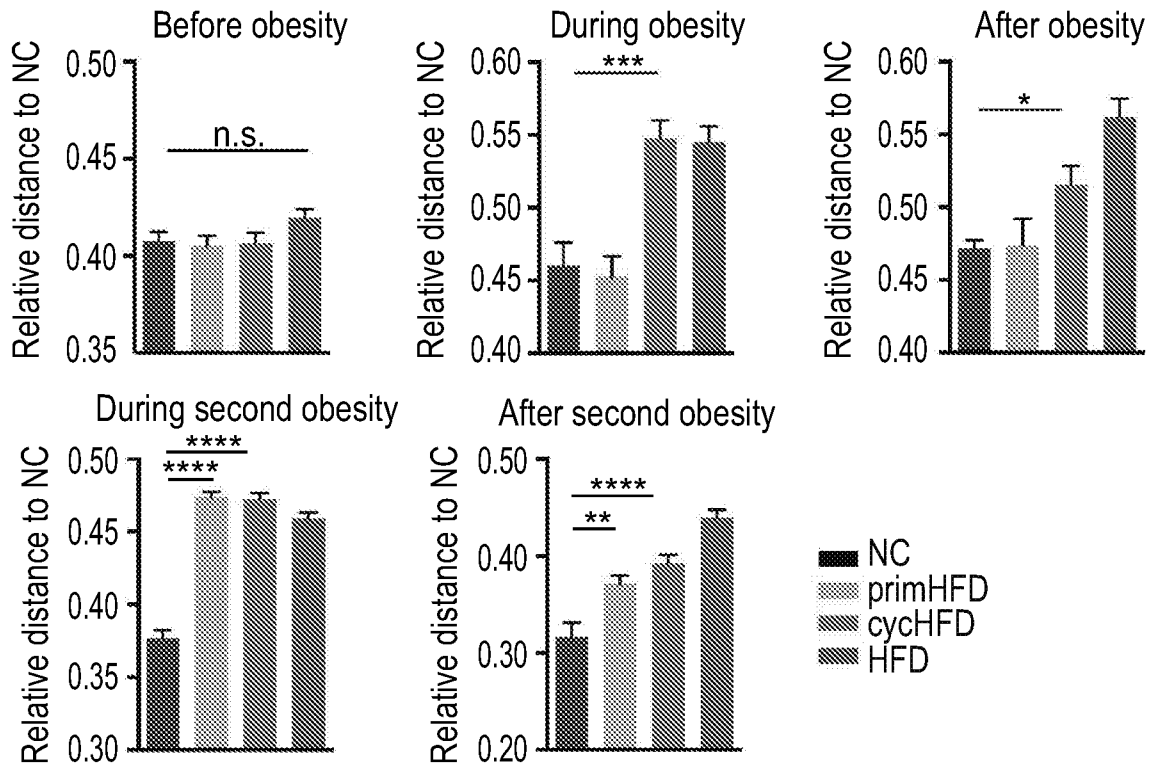 Before obesity
Relative distance to NC
0.50
0.45
0.40
0.35
n.s.
During obesity
Relative distance to NC
0.60
0.55
0.50
0.45
0.40
***
After obesity
Relative distance to NC
0.60
0.55
0.50
0.45
0.40
*
During second obesity
Relative distance to NC
0.50
0.45
0.40
0.35
0.30
****
****
After second obesity
Relative distance to NC
0.50
0.40
0.30
0.20
****
**
NC
primHFD
cycHFD
HFD